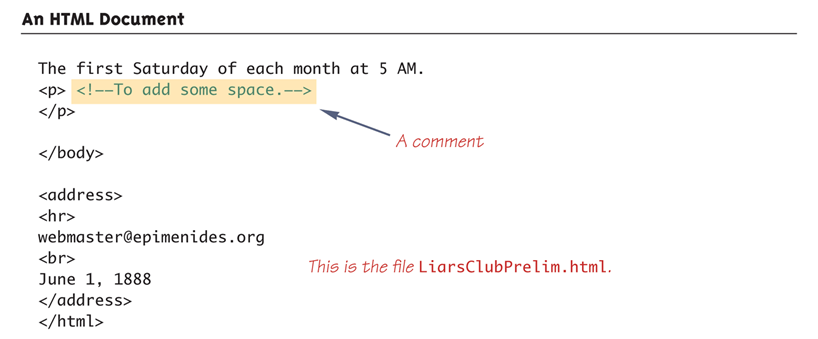 An HTML Document
The first Saturday of each month at 5 AM.
<p> <!--To add some space.-->
</p>
A comment
</body>
<address>
<hr>
webmaster@epimenides.org
<br>
This is the file LiarsClubPrelim.html.
June 1, 1888
</address>
</html>